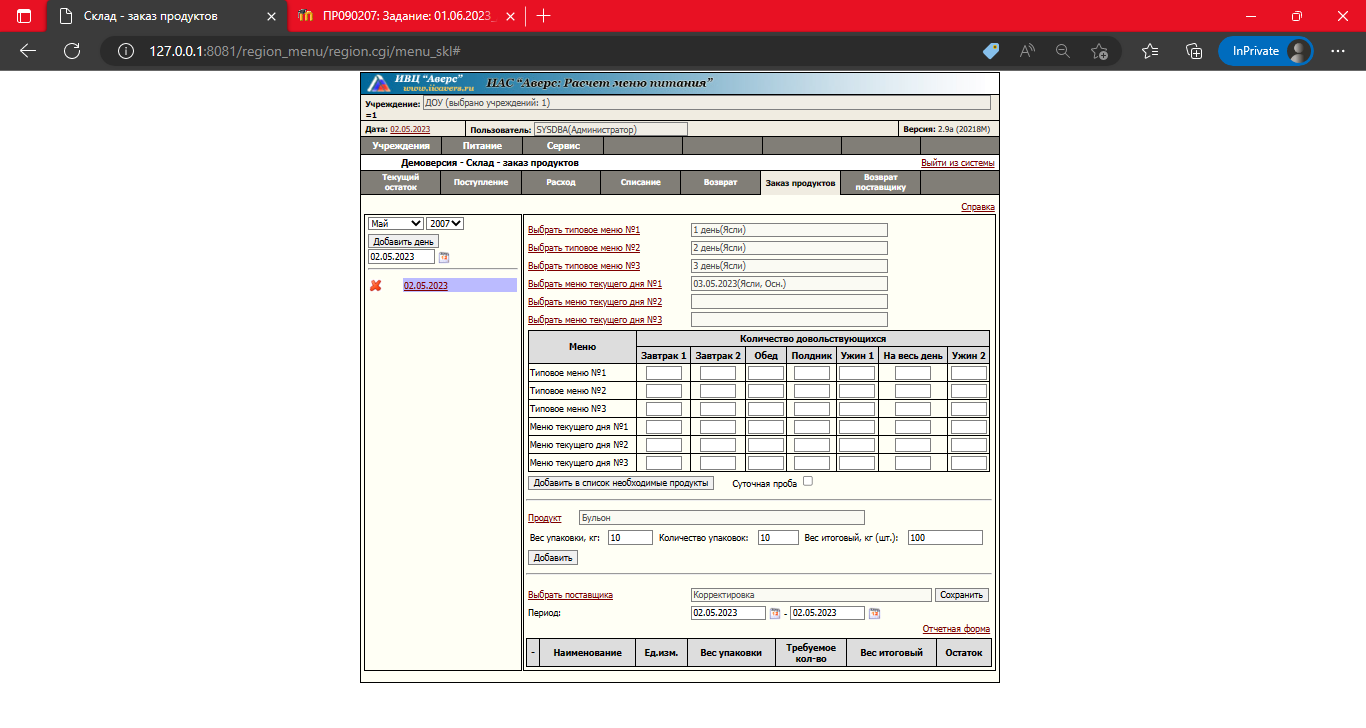 Склад - заказ продуктов
ПР090207: Задание: 01.06.2023_
127.0.0.1:8081/region_menu/region.cgi/menu_skl#
InPrivate
ИВЦ "Аверс"
www.iicavers.ru
ИАС "Аверс: Расчет меню питания"
Учреждение: ДОУ (выбрано учреждений: 1)
=1
Дата: 02.05.2023 Пользователь: SYSDBA(Администратор) Версия: 2.9a (20218M)
Учреждения Питание Сервис
Демоверсия - Склад - заказ продуктов Выйти из системы
Текущий остаток Поступление Расход Списание Возврат Заказ продуктов Возврат поставщику
Справка
Май 2007
Добавить день
02.05.2023
02.05.2023
Выбрать типовое меню №1 1 день(Ясли)
Выбрать типовое меню №2 2 день(Ясли)
Выбрать типовое меню №3 3 день(Ясли)
Выбрать меню текущего дня №1 03.05.2023(Ясли, Осн.)
Выбрать меню текущего дня №2
Выбрать меню текущего дня №3
Меню Количество довольствующихся
Завтрак 1 Завтрак 2 Обед Полдник Ужин 1 На весь день Ужин 2
Типовое меню №1
Типовое меню №2
Типовое меню №3
Меню текущего дня №1
Меню текущего дня №2
Меню текущего дня №3
Добавить в список необходимые продукты Суточная проба
Продукт Бульон
Вес упаковки, кг: 10 Количество упаковок: 10 Вес итоговый, кг (шт.): 100
Добавить
Выбрать поставщика Корректировка Сохранить
Период: 02.05.2023 - 02.05.2023
Отчетная форма
- Наименование Ед.изм. Вес упаковки Требуемое кол-во Вес итоговый Остаток